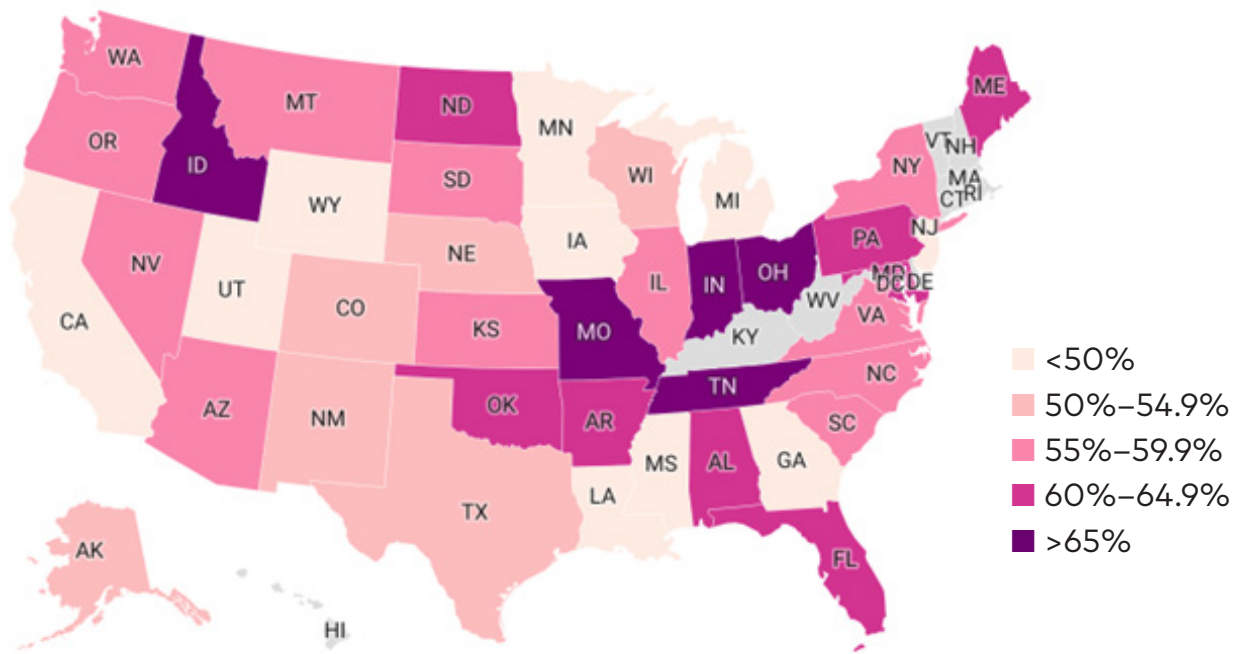 WA
MT
ND
MN
ME
OR
ID
SD
WI
MI
NY
VT
NH
MA
CT
RI
WY
NV
UT
NE
IA
IL
IN
OH
PA
NJ
MD
DC
DE
CA
CO
KS
MO
KY
WV
VA
AZ
NM
OK
AR
TN
NC
SC
TX
LA
MS
AL
GA
FL
AK
HI
<50%
50%–54.9%
55%–59.9%
60%–64.9%
>65%